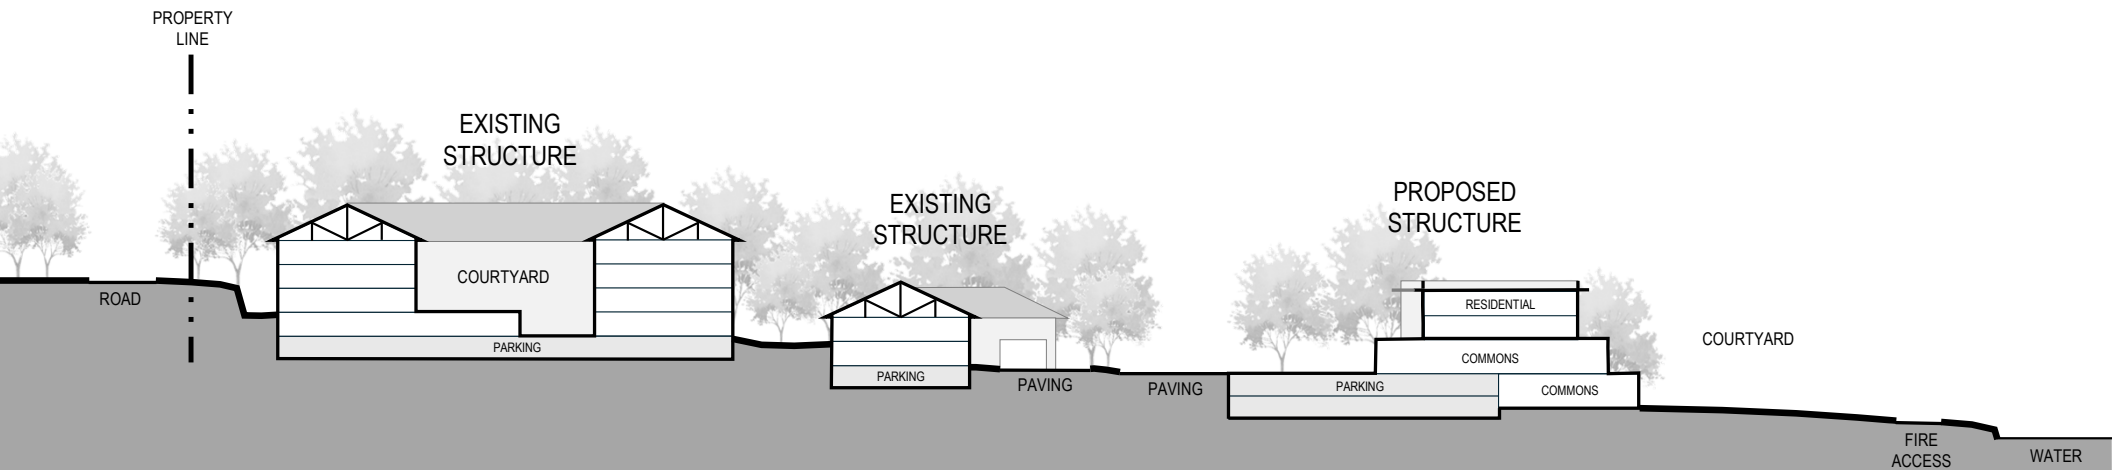 PROPERTY
LINE
EXISTING
STRUCTURE
EXISTING
STRUCTURE
PROPOSED
STRUCTURE
COURTYARD
ROAD
PARKING
PARKING
PAVING
PAVING
RESIDENTIAL
COMMONS
PARKING
COMMONS
COURTYARD
FIRE
ACCESS
WATER